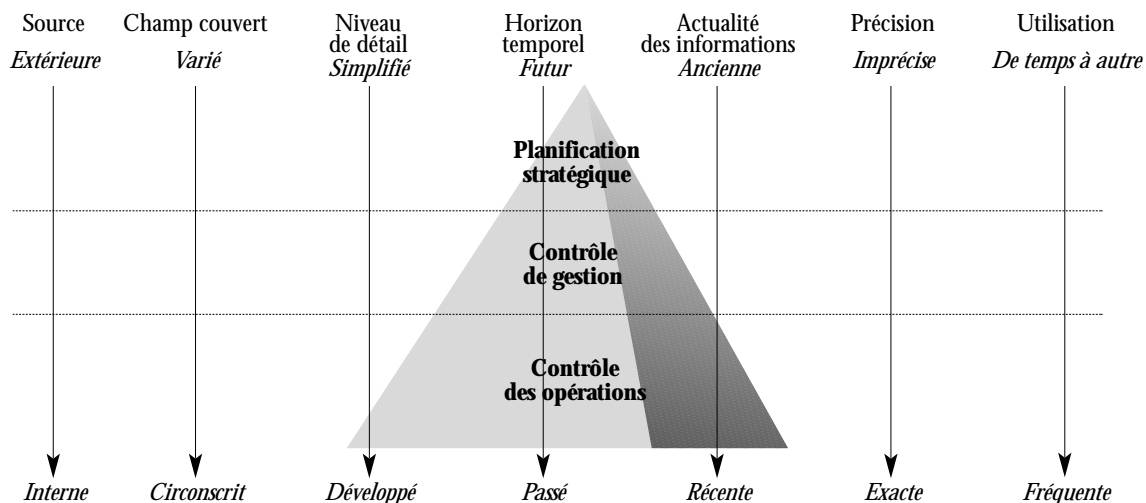 Source
Extérieure
Champ couvert
Varié
Niveau
de détail
Simplifié
Horizon
temporel
Futur
Actualité
des informations
Ancienne
Précision
Imprécise
Utilisation
De temps à autre
Planification
stratégique
Contrôle
de gestion
Contrôle
des opérations
Interne
Circonscrit
Développé
Passé
Récente
Exacte
Fréquente